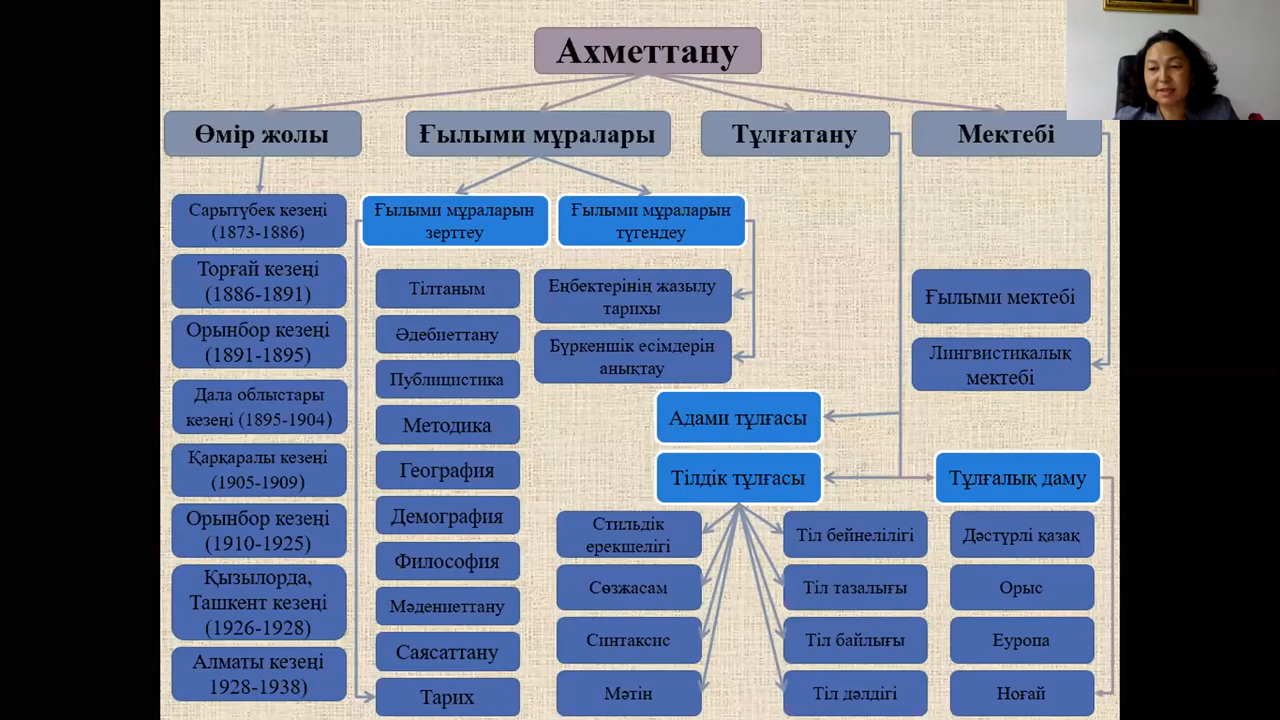 Ахметтану
Өмір жолы
Ғылыми мұралары
Тұлғатану
Мектебі
Сарытүбек кезеңі
(1873-1886)
Торғай кезеңі
(1886-1891)
Орынбор кезеңі
(1891-1895)
Дала облыстары
кезеңі (1895-1904)
Қарқаралы кезеңі
(1905-1909)
Орынбор кезеңі
(1910-1925)
Қызылорда,
Ташкент кезеңі
(1926-1928)
Алматы кезеңі
1928-1938)
Ғылыми мұраларын
зерттеу
Тілтаным
Әдебиеттану
Публицистика
Методика
География
Демография
Философия
Мәдениеттану
Саясаттану
Тарих
Ғылыми мұраларын
түгендеу
Еңбектерінің жазылу
тарихы
Бүркеншік есімдерін
анықтау
Адами тұлғасы
Тілдік тұлғасы
Стильдік
ерекшелігі
Сөзжасам
Синтаксис
Мәтін
Тіл бейнелілігі
Тіл тазалығы
Тіл байлығы
Тіл дәлдігі
Тұлғалық даму
Дәстүрлі қазақ
Орыс
Еуропа
Ноғай
Ғылыми мектебі
Лингвистикалық
мектебі